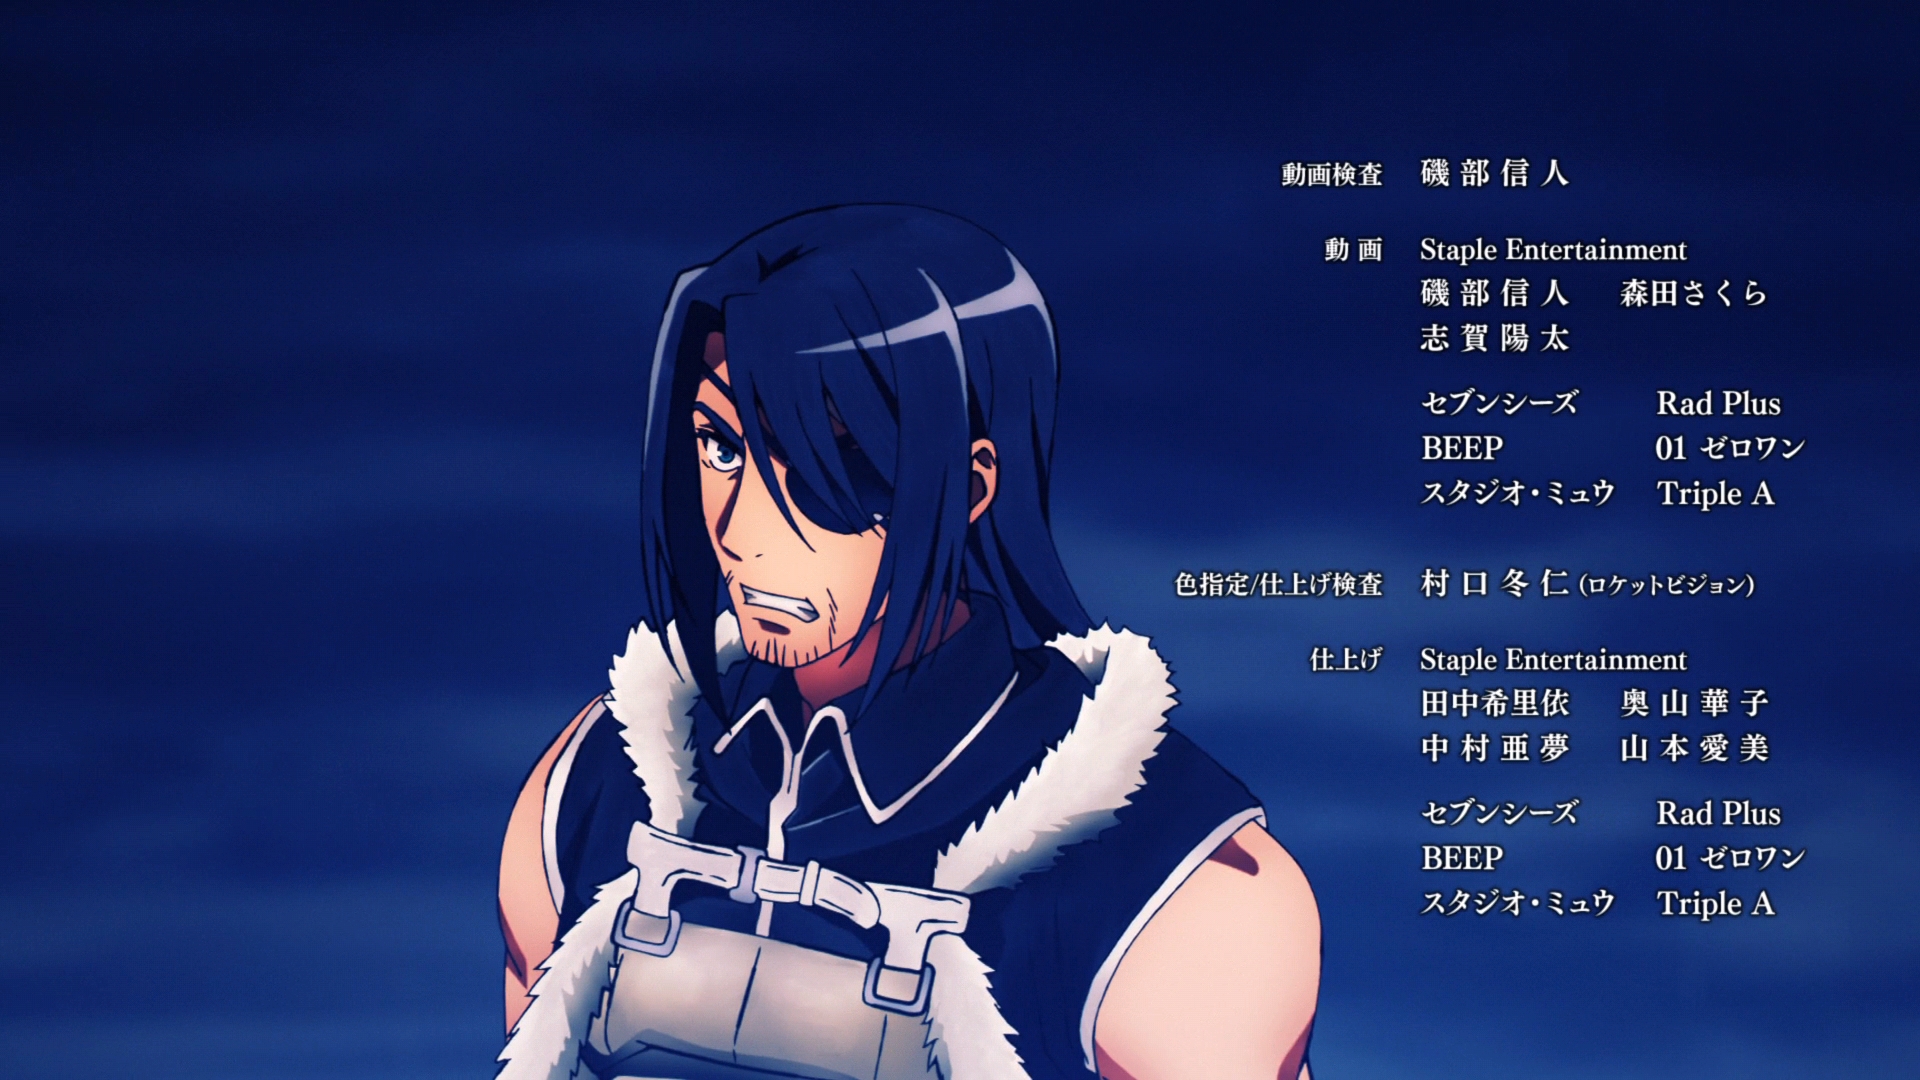 動画検査 磯部信人
動画 Staple Entertainment
磯部信人 森田さくら
志賀陽太
セブンシーズ Rad Plus
BEEP 01 ゼロワン
スタジオ・ミュウ Triple A
色指定/仕上げ検査 村口冬仁(ロケットビジョン)
仕上げ Staple Entertainment
田中希里依 奥山華子
中村亜夢 山本愛美
セブンシーズ Rad Plus
BEEP 01 ゼロワン
スタジオ・ミュウ Triple A